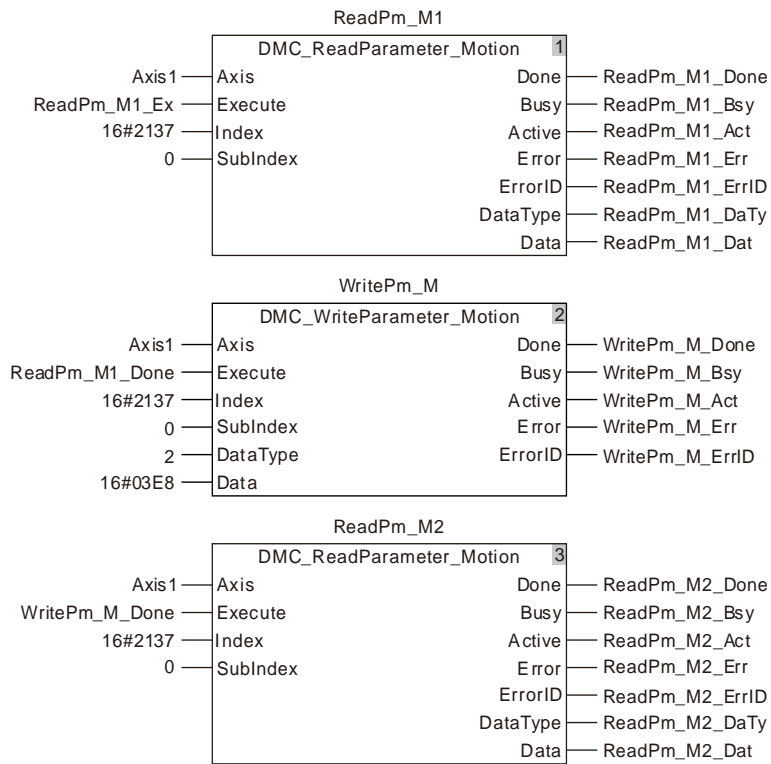 ReadPm_M1
DMC_ReadParameter_Motion 1
Axis1 Axis Done ReadPm_M1_Done
ReadPm_M1_Ex Execute Busy ReadPm_M1_Bsy
16#2137 Index Active ReadPm_M1_Act
0 SubIndex Error ReadPm_M1_Err
ErrorID ReadPm_M1_ErrID
DataType ReadPm_M1_DaTy
Data ReadPm_M1_Dat
WritePm_M
DMC_WriteParameter_Motion 2
Axis1 Axis Done WritePm_M_Done
ReadPm_M1_Done Execute Busy WritePm_M_Bsy
16#2137 Index Active WritePm_M_Act
0 SubIndex Error WritePm_M_Err
2 DataType ErrorID WritePm_M_ErrID
16#03E8 Data
ReadPm_M2
DMC_ReadParameter_Motion 3
Axis1 Axis Done ReadPm_M2_Done
WritePm_M_Done Execute Busy ReadPm_M2_Bsy
16#2137 Index Active ReadPm_M2_Act
0 SubIndex Error ReadPm_M2_Err
ErrorID ReadPm_M2_ErrID
DataType ReadPm_M2_DaTy
Data ReadPm_M2_Dat